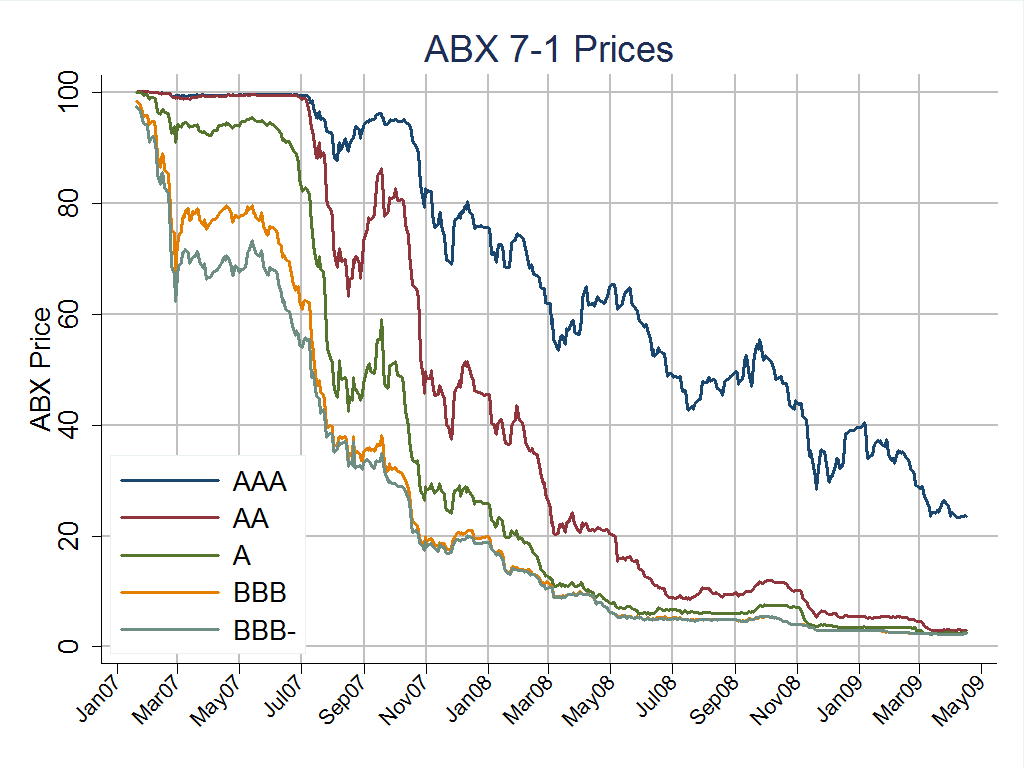 ABX 7-1 Prices
ABX Price
100
80
60
40
20
0
AAA
AA
A
BBB
BBB-
Jan07
Mar07
May07
Jul07
Sep07
Nov07
Jan08
Mar08
May08
Jul08
Sep08
Nov08
Jan09
Mar09
May09